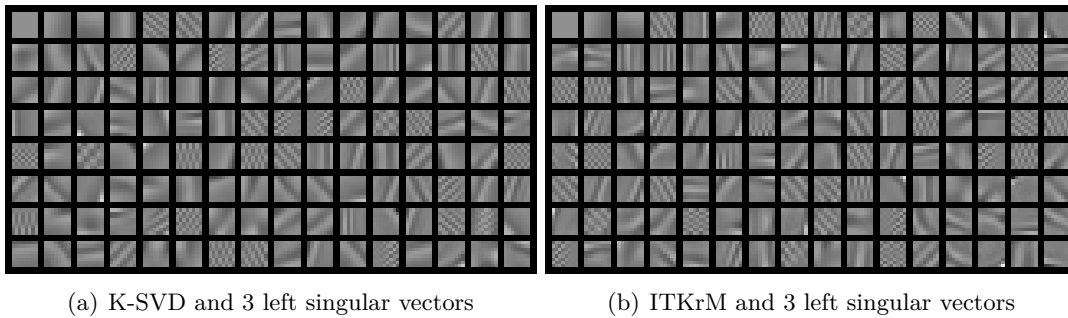 (a) K-SVD and 3 left singular vectors
(b) ITKrM and 3 left singular vectors